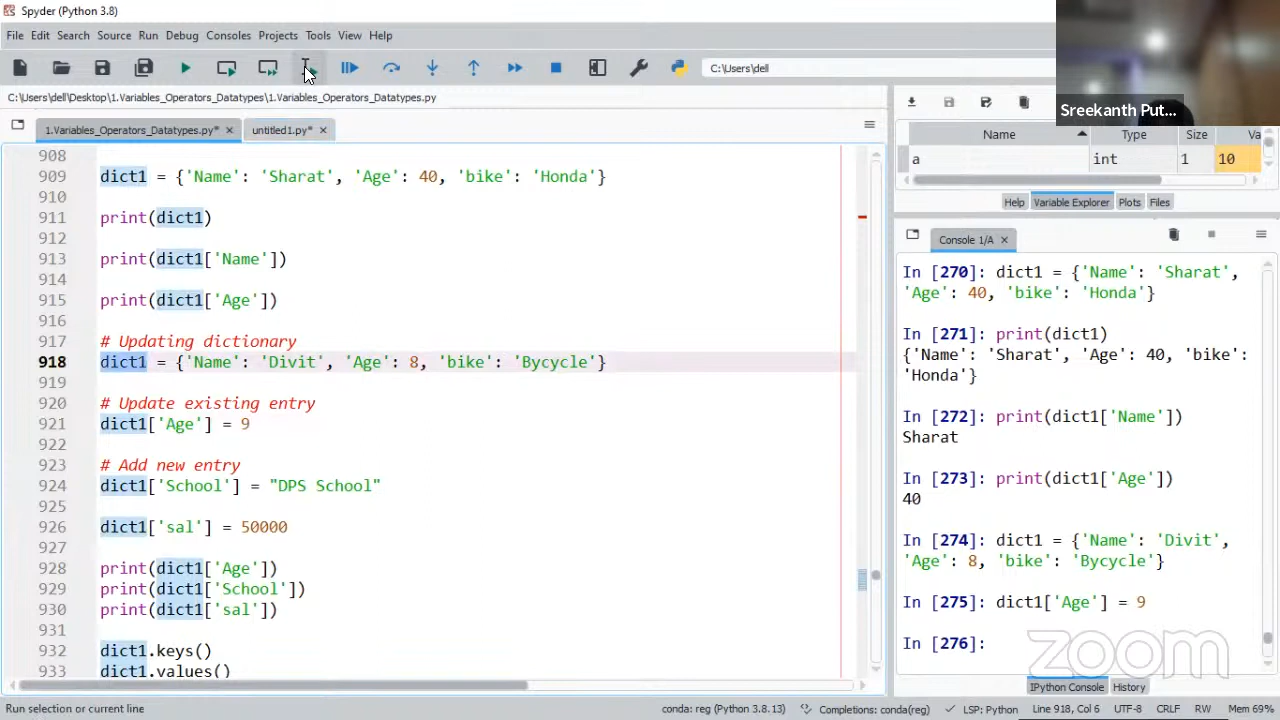 Spyder (Python 3.8)
File Edit Search Source Run Debug Consoles Projects Tools View Help
C:\Users\dell
C:\Users\dell\Desktop\1.Variables_Operators_Datatypes\1.Variables_Operators_Datatypes.py
1.Variables_Operators_Datatypes.py* untitled1.py*
908
909 dict1 = {'Name': 'Sharat', 'Age': 40, 'bike': 'Honda'}
910
911 print(dict1)
912
913 print(dict1['Name'])
914
915 print(dict1['Age'])
916
917 # Updating dictionary
918 dict1 = {'Name': 'Divit', 'Age': 8, 'bike': 'Bycycle'}
919
920 # Update existing entry
921 dict1['Age'] = 9
922
923 # Add new entry
924 dict1['School'] = "DPS School"
925
926 dict1['sal'] = 50000
927
928 print(dict1['Age'])
929 print(dict1['School'])
930 print(dict1['sal'])
931
932 dict1.keys()
933 dict1.values()
Sreekanth Put...
Name Type Size Va
a int 1 10
Help Variable Explorer Plots Files
Console 1/A
In [270]: dict1 = {'Name': 'Sharat',
'Age': 40, 'bike': 'Honda'}
In [271]: print(dict1)
{'Name': 'Sharat', 'Age': 40, 'bike':
'Honda'}
In [272]: print(dict1['Name'])
Sharat
In [273]: print(dict1['Age'])
40
In [274]: dict1 = {'Name': 'Divit',
'Age': 8, 'bike': 'Bycycle'}
In [275]: dict1['Age'] = 9
In [276]:
zoom
IPython Console History
Run selection or current line conda: reg (Python 3.8.13) Completions: conda(reg) LSP: Python Line 918, Col 6 UTF-8 CRLF RW Mem 69%